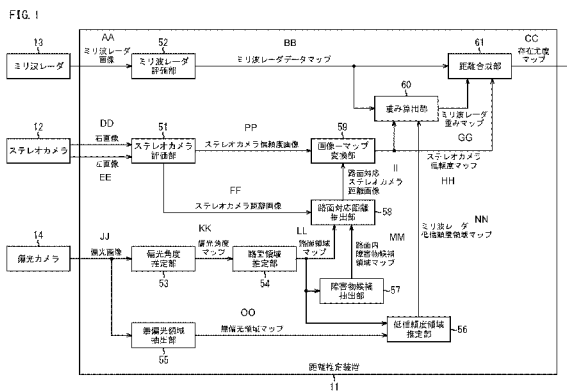 FIG. 1
AA
BB
CC
13
ミリ波レーダ
ミリ波レーダ
画像
52
ミリ波レーダ
評価部
ミリ波レーダデータマップ
61
距離合成部
存在尤度
マップ
60
重み算出部
ミリ波レーダ
重みマップ
12
ステレオカメラ
DD
右画像
左画像
EE
51
ステレオカメラ
評価部
PP
ステレオカメラ信頼度画像
59
画像-マップ
変換部
GG
ステレオカメラ
信頼度マップ
HH
II
路面対応
ステレオカメラ
距離画像
FF
ステレオカメラ距離画像
路面対応距離
抽出部
58
NN
ミリ波レーダ
低信頼度領域マップ
14
偏光カメラ
JJ
偏光画像
偏光角度
推定部
53
KK
偏光角度
マップ
路面領域
推定部
54
LL
路面領域
マップ
MM
路面内
障害物候補
領域マップ
障害物候補
抽出部
57
無偏光領域
抽出部
55
OO
無偏光領域マップ
低信頼度領域
推定部
56
距離推定装置
11